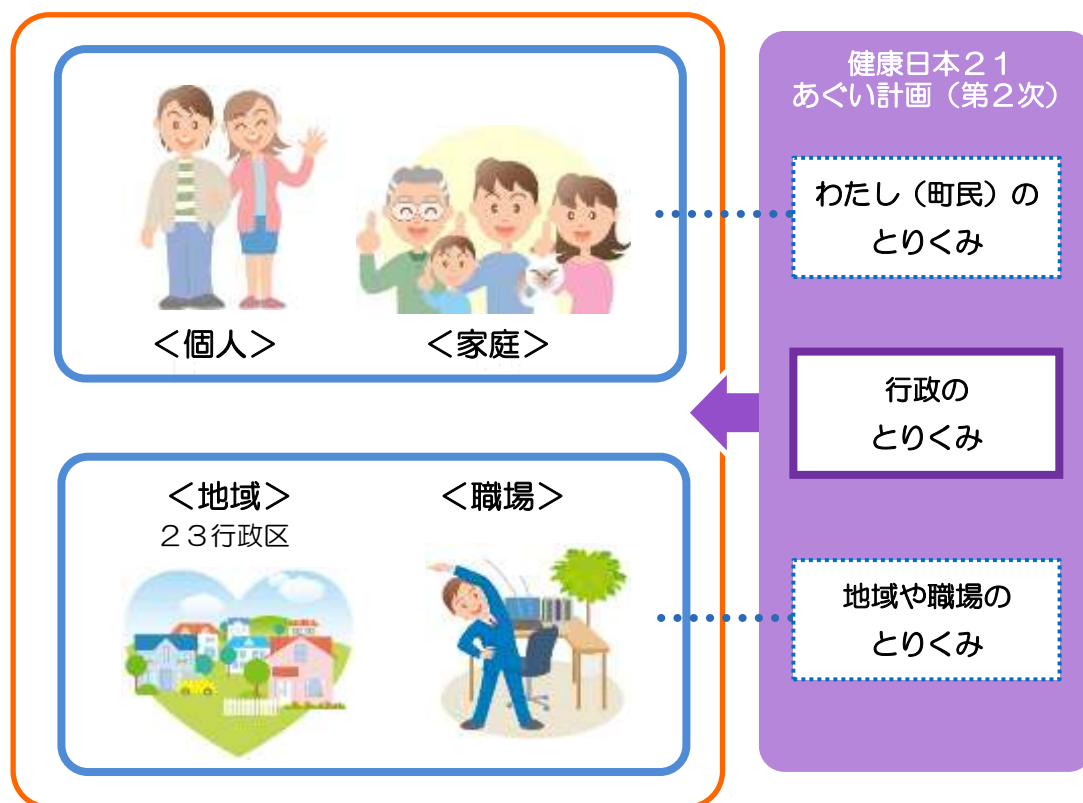 健康日本２１
あぐい計画（第２次）
わたし（町民）の
とりくみ
＜個人＞
＜家庭＞
行政の
とりくみ
＜地域＞
２３行政区
＜職場＞
地域や職場の
とりくみ